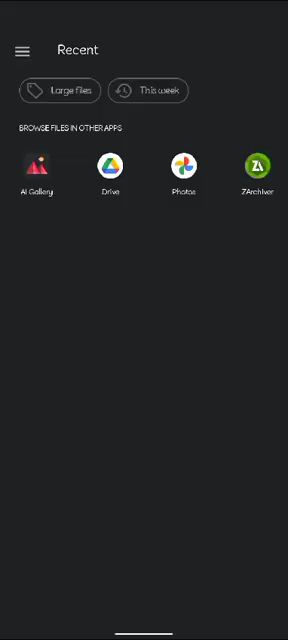 Recent
Large files
This week
BROWSE FILES IN OTHER APPS
AI Gallery
Drive
Photos
ZArchiver